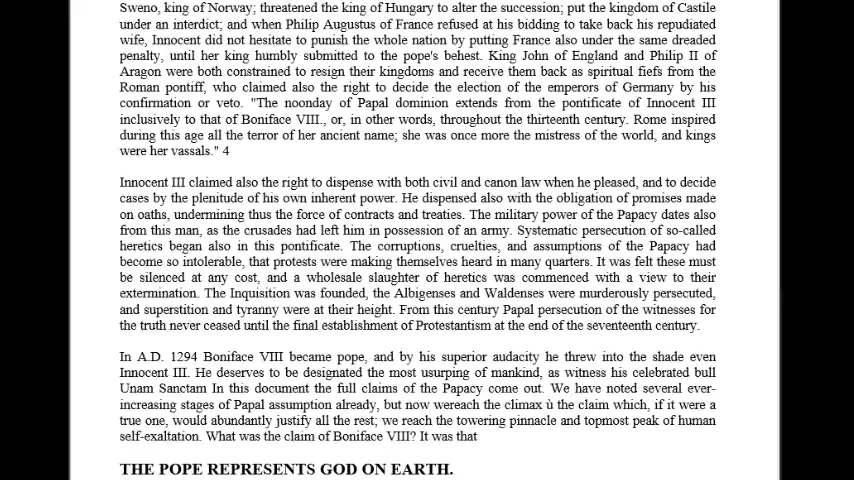 Sweno, king of Norway; threatened the king of Hungary to alter the succession; put the kingdom of Castile
under an interdict; and when Philip Augustus of France refused at his bidding to take back his repudiated
wife, Innocent did not hesitate to punish the whole nation by putting France also under the same dreaded
penalty, until her king humbly submitted to the pope's behest. King John of England and Philip II of
Aragon were both constrained to resign their kingdoms and receive them back as spiritual fiefs from the
Roman pontiff, who claimed also the right to decide the election of the emperors of Germany by his
confirmation or veto. "The noonday of Papal dominion extends from the pontificate of Innocent III
inclusively to that of Boniface VIII., or, in other words, throughout the thirteenth century. Rome inspired
during this age all the terror of her ancient name; she was once more the mistress of the world, and kings
were her vassals." 4
Innocent III claimed also the right to dispense with both civil and canon law when he pleased, and to decide
cases by the plenitude of his own inherent power. He dispensed also with the obligation of promises made
on oaths, undermining thus the force of contracts and treaties. The military power of the Papacy dates also
from this man, as the crusades had left him in possession of an army. Systematic persecution of so-called
heretics began also in this pontificate. The corruptions, cruelties, and assumptions of the Papacy had
become so intolerable, that protests were making themselves heard in many quarters. It was felt these must
be silenced at any cost, and a wholesale slaughter of heretics was commenced with a view to their
extermination. The Inquisition was founded, the Albigenses and Waldenses were murderously persecuted,
and superstition and tyranny were at their height. From this century Papal persecution of the witnesses for
the truth never ceased until the final establishment of Protestantism at the end of the seventeenth century.
In A.D. 1294 Boniface VIII became pope, and by his superior audacity he threw into the shade even
Innocent III. He deserves to be designated the most usurping of mankind, as witness his celebrated bull
Unam Sanctam In this document the full claims of the Papacy come out. We have noted several ever-
increasing stages of Papal assumption already, but now wereach the climax ù the claim which, if it were a
true one, would abundantly justify all the rest; we reach the towering pinnacle and topmost peak of human
self-exaltation. What was the claim of Boniface VIII? It was that
THE POPE REPRESENTS GOD ON EARTH.